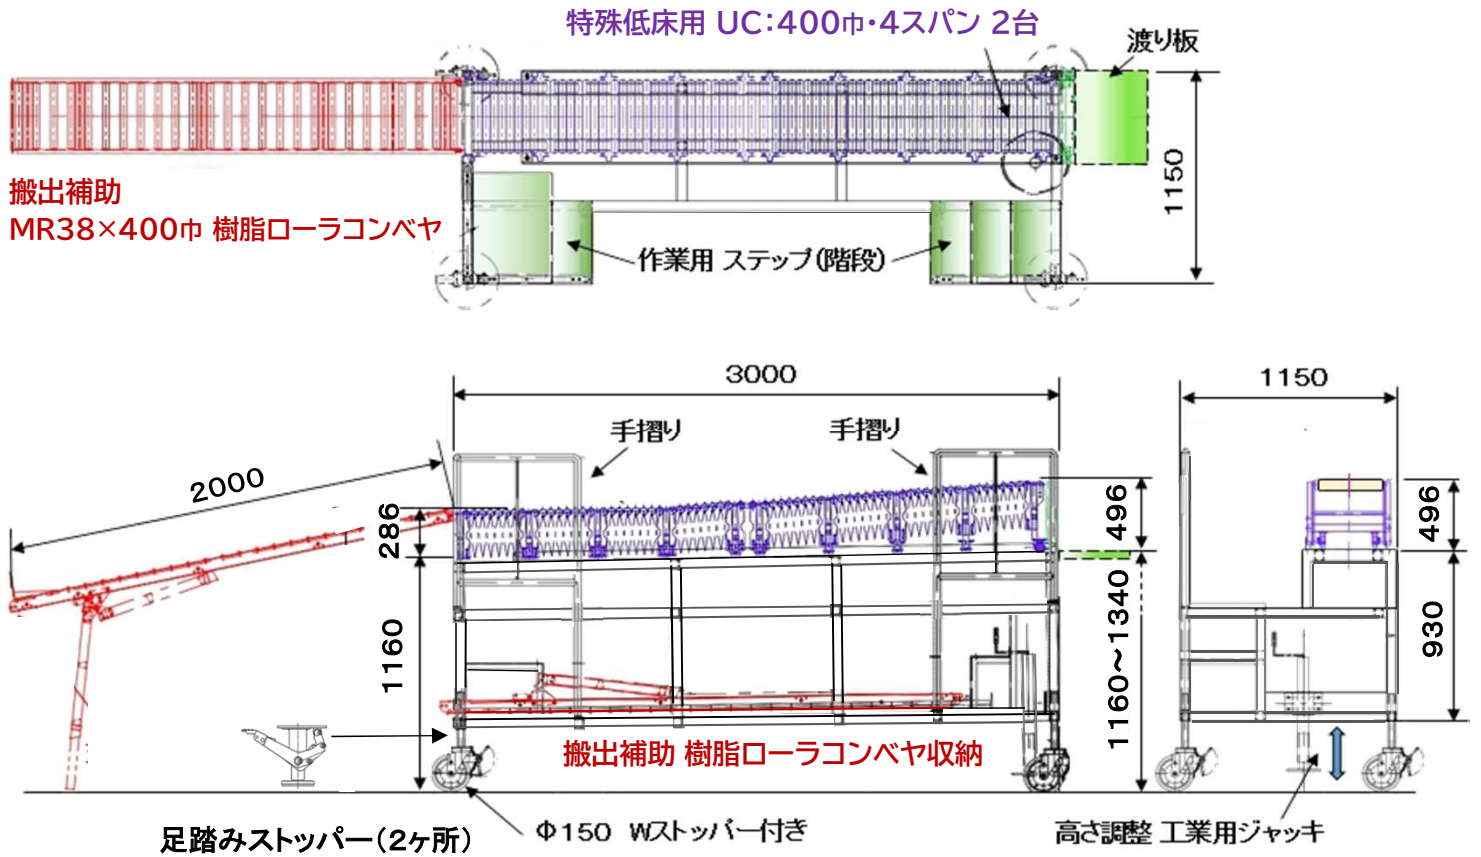 特殊低床用 UC:400巾・4スパン 2台
渡り板
1150
搬出補助
MR38×400巾 樹脂ローラコンベヤ
作業用 ステップ(階段)
3000
1150
手摺り
手摺り
2000
286
496
496
1160
1160~1340
930
搬出補助 樹脂ローラコンベヤ収納
足踏みストッパー(2ヶ所)
Φ150 Wストッパー付き
高さ調整 工業用ジャッキ